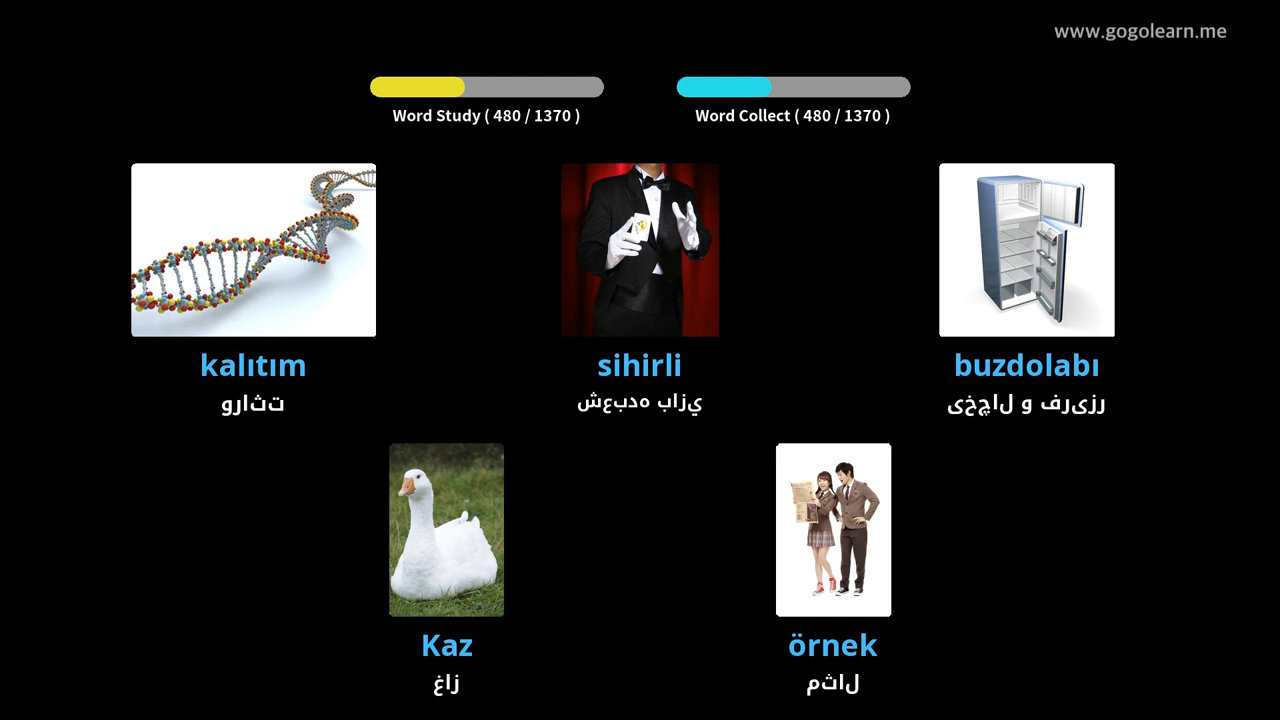 www.gogolearn.me
Word Study ( 480 / 1370 )
Word Collect ( 480 / 1370 )
kalıtım
تثارو
sihirli
يزاب هدبعش
buzdolabı
رزیرف و لاچخی
Kaz
زاغ
örnek
لاثم